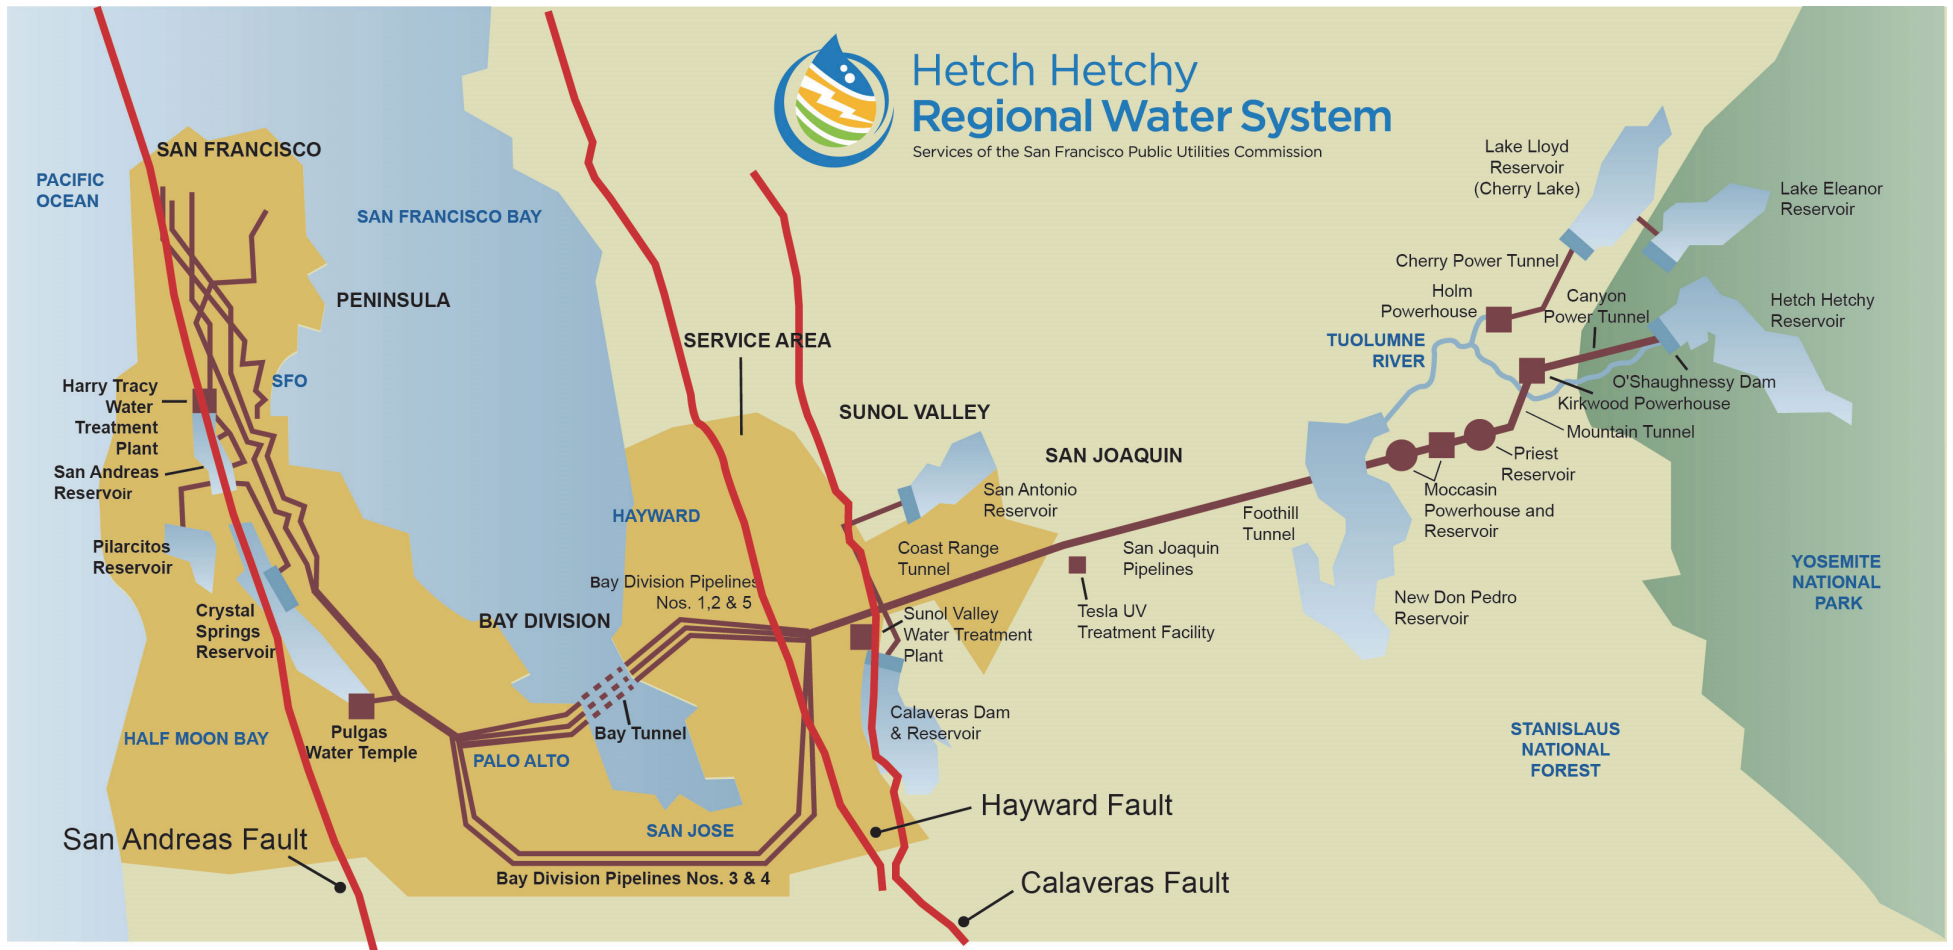 Hetch Hetchy
Regional Water System
Services of the San Francisco Public Utilities Commission
SAN FRANCISCO
PACIFIC
OCEAN
SAN FRANCISCO BAY
PENINSULA
SFO
Harry Tracy
Water
Treatment
Plant
San Andreas
Reservoir
Pilarcitos
Reservoir
Crystal
Springs
Reservoir
HALF MOON BAY
Pulgas
Water Temple
San Andreas Fault
SERVICE AREA
HAYWARD
Bay Division Pipelines
Nos. 1,2 & 5
BAY DIVISION
Bay Tunnel
PALO ALTO
SAN JOSE
Bay Division Pipelines Nos. 3 & 4
SUNOL VALLEY
San Antonio
Reservoir
Coast Range
Tunnel
Sunol Valley
Water Treatment
Plant
Calaveras Dam
& Reservoir
Hayward Fault
Calaveras Fault
SAN JOAQUIN
San Joaquin
Pipelines
Tesla UV
Treatment Facility
Foothill
Tunnel
New Don Pedro
Reservoir
Moccasin
Powerhouse and
Reservoir
Priest
Reservoir
Mountain Tunnel
Kirkwood Powerhouse
O'Shaughnessy Dam
TUOLUMNE
RIVER
Holm
Powerhouse
Canyon
Power Tunnel
Cherry Power Tunnel
Lake Lloyd
Reservoir
(Cherry Lake)
Lake Eleanor
Reservoir
Hetch Hetchy
Reservoir
YOSEMITE
NATIONAL
PARK
STANISLAUS
NATIONAL
FOREST